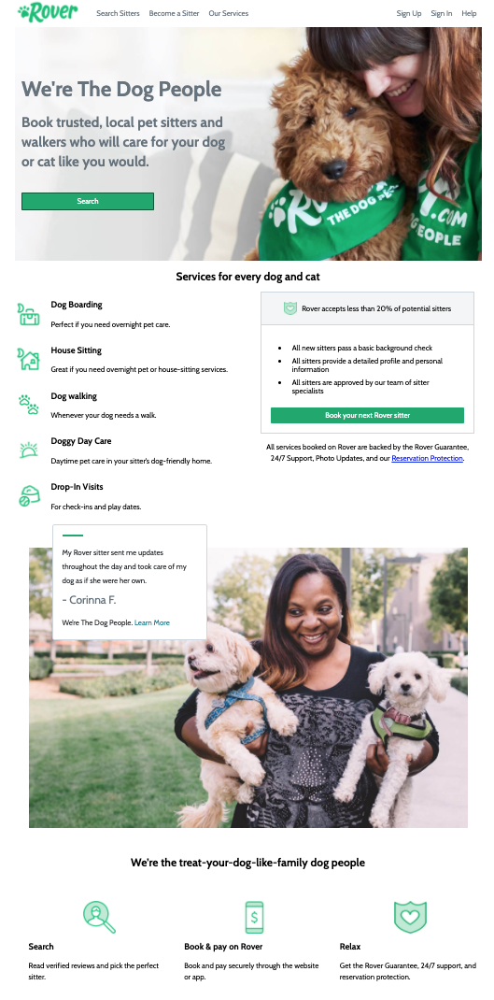 Rover
Search Sitters Become a Sitter Our Services
Sign Up Sign In Help
We're The Dog People
Book trusted, local pet sitters and
walkers who will care for your dog
or cat like you would.
Search
THE DOG
.COM
PEOPLE
Services for every dog and cat
Dog Boarding
Perfect if you need overnight pet care.
House Sitting
Great if you need overnight pet or house-sitting services.
Dog walking
Whenever your dog needs a walk.
Doggy Day Care
Daytime pet care in your sitter's dog-friendly home.
Drop-In Visits
For check-ins and play dates.
Rover accepts less than 20% of potential sitters
All new sitters pass a basic background check
All sitters provide a detailed profile and personal
information
All sitters are approved by our team of sitter
specialists
Book your next Rover sitter
All services booked on Rover are backed by the Rover Guarantee,
24/7 Support, Photo Updates, and our Reservation Protection.
My Rover sitter sent me updates
throughout the day and took care of my
dog as if she were her own.
- Corinna F.
We're The Dog People. Learn More
We're the treat-your-dog-like-family dog people
$
Search
Read verified reviews and pick the perfect
sitter.
Book & pay on Rover
Book and pay securely through the website
or app.
Relax
Get the Rover Guarantee, 24/7 support, and
reservation protection.